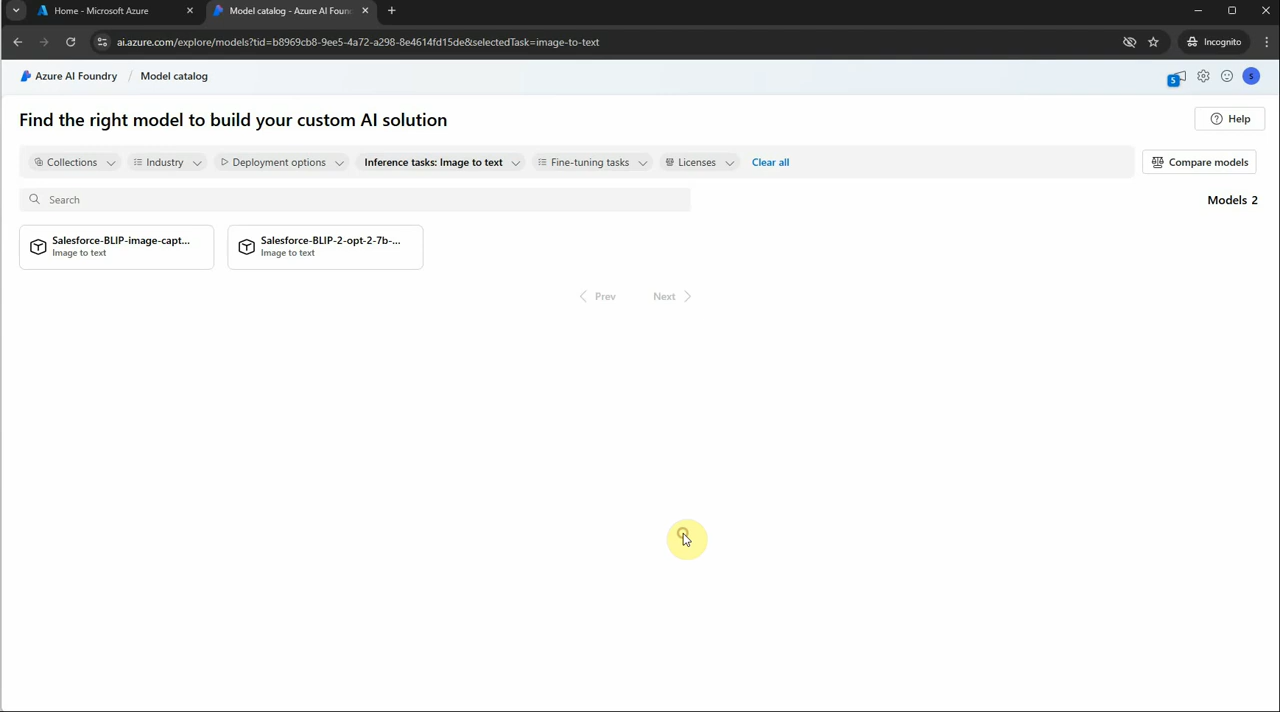 Home - Microsoft Azure
Model catalog - Azure AI Foun
ai.azure.com/explore/models?tid=b8969cb8-9ee5-4a72-a298-8e4614fd15de&selectedTask=image-to-text
Incognito
Azure AI Foundry / Model catalog
5
S
Find the right model to build your custom AI solution
Help
Collections
Industry
Deployment options
Inference tasks: Image to text
Fine-tuning tasks
Licenses
Clear all
Compare models
Search
Models 2
Salesforce-BLIP-image-capt...
Image to text
Salesforce-BLIP-2-opt-2-7b-...
Image to text
Prev
Next